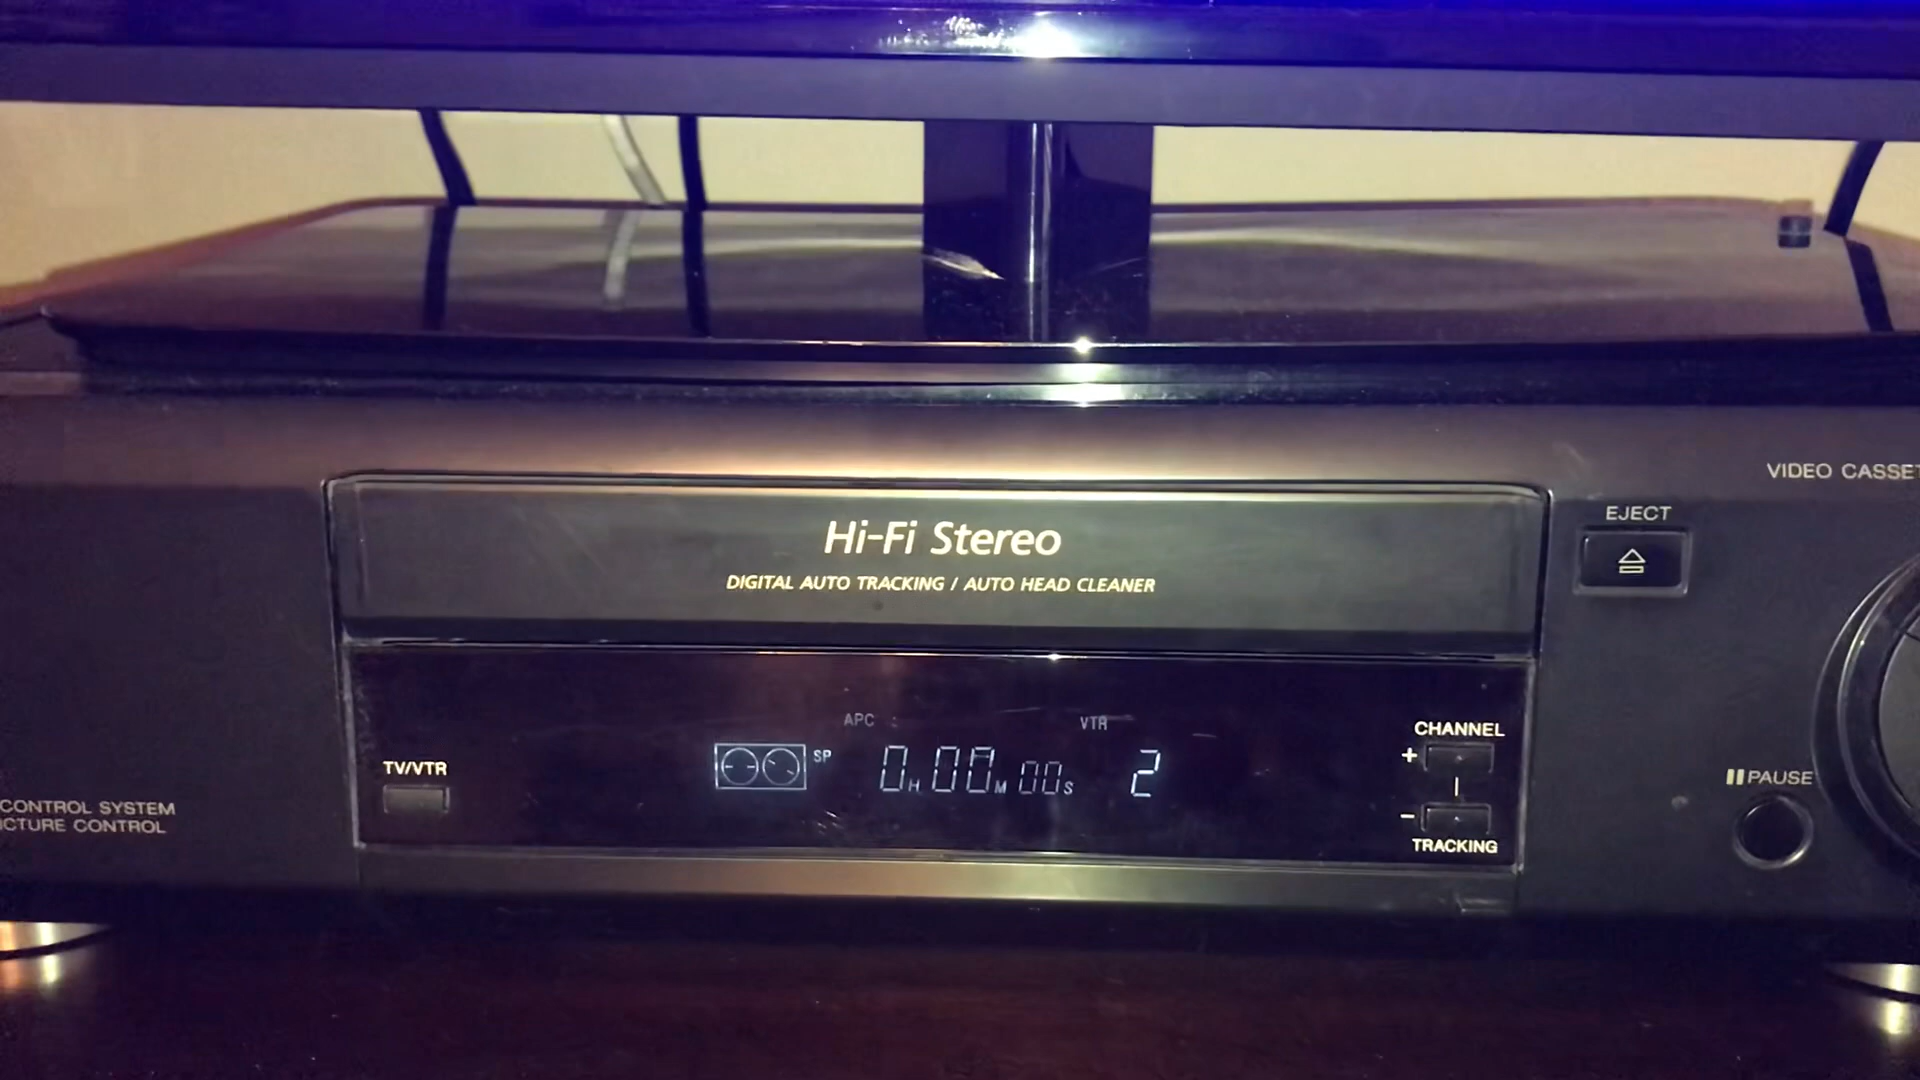 VIDEO CASSET
Hi-Fi Stereo
DIGITAL AUTO TRACKING / AUTO HEAD CLEANER
EJECT
APC
VTR
SP
0H 00M 00S 2
TV/VTR
CHANNEL
+
-
TRACKING
PAUSE
CONTROL SYSTEM
ICTURE CONTROL